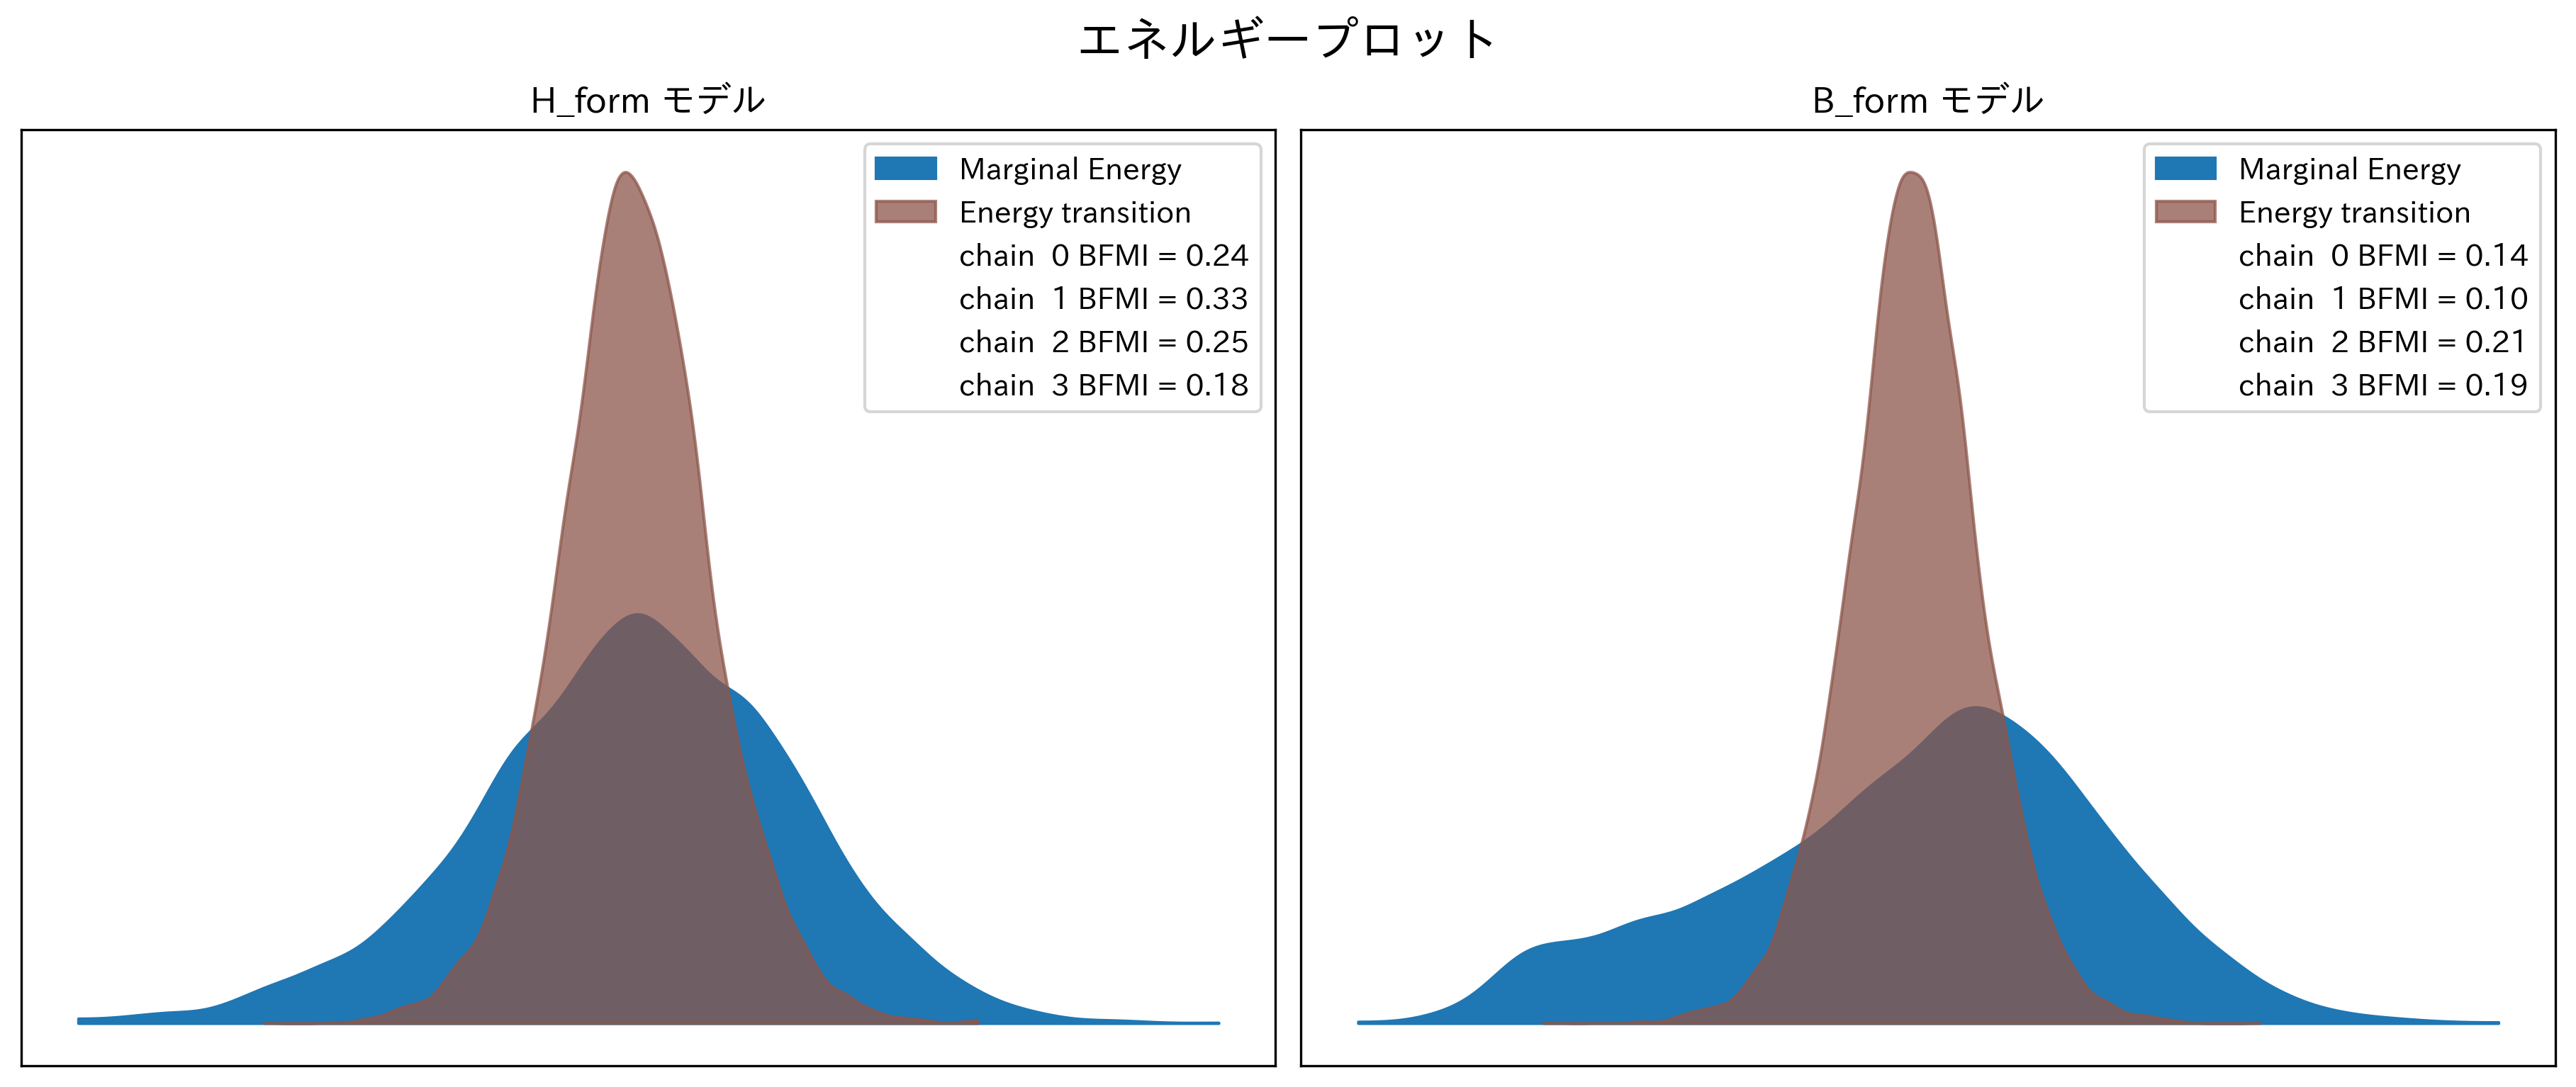 エネルギープロット
H_form モデル
Marginal Energy
Energy transition
chain  0 BFMI = 0.24
chain  1 BFMI = 0.33
chain  2 BFMI = 0.25
chain  3 BFMI = 0.18
B_form モデル
Marginal Energy
Energy transition
chain  0 BFMI = 0.14
chain  1 BFMI = 0.10
chain  2 BFMI = 0.21
chain  3 BFMI = 0.19